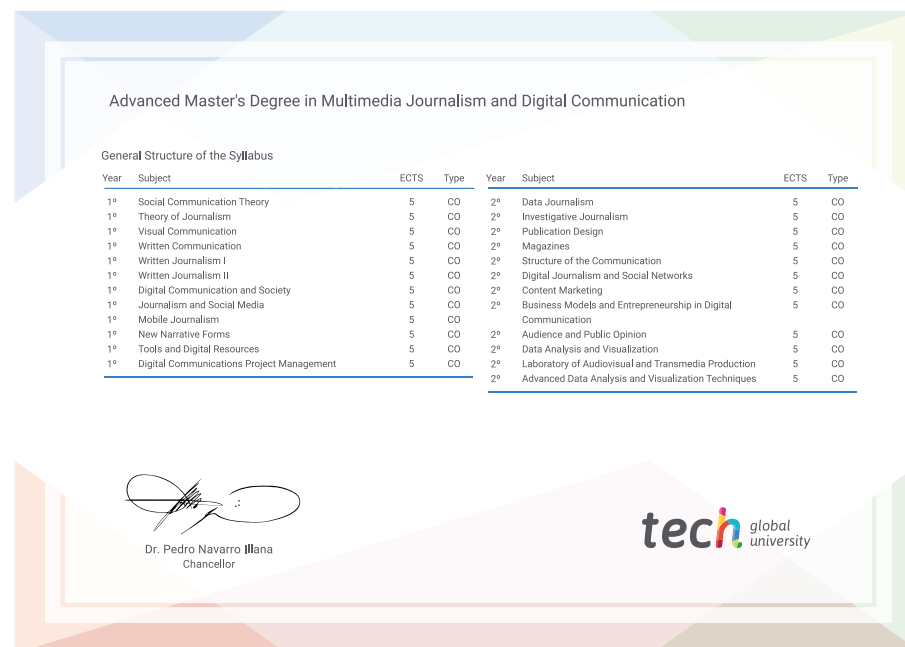 Advanced Master's Degree in Multimedia Journalism and Digital Communication
General Structure of the Syllabus
Year Subject ECTS Type
1º Social Communication Theory 5 CO
1º Theory of Journalism 5 CO
1º Visual Communication 5 CO
1º Written Communication 5 CO
1º Written Journalism I 5 CO
1º Written Journalism II 5 CO
1º Digital Communication and Society 5 CO
1º Journalism and Social Media 5 CO
1º Mobile Journalism 5 CO
1º New Narrative Forms 5 CO
1º Tools and Digital Resources 5 CO
1º Digital Communications Project Management 5 CO
Year Subject ECTS Type
2º Data Journalism 5 CO
2º Investigative Journalism 5 CO
2º Publication Design 5 CO
2º Magazines 5 CO
2º Structure of the Communication 5 CO
2º Digital Journalism and Social Networks 5 CO
2º Content Marketing 5 CO
2º Business Models and Entrepreneurship in Digital 5 CO
Communication
2º Audience and Public Opinion 5 CO
2º Data Analysis and Visualization 5 CO
2º Laboratory of Audiovisual and Transmedia Production 5 CO
2º Advanced Data Analysis and Visualization Techniques 5 CO
Dr. Pedro Navarro Illana
Chancellor
tech global
university